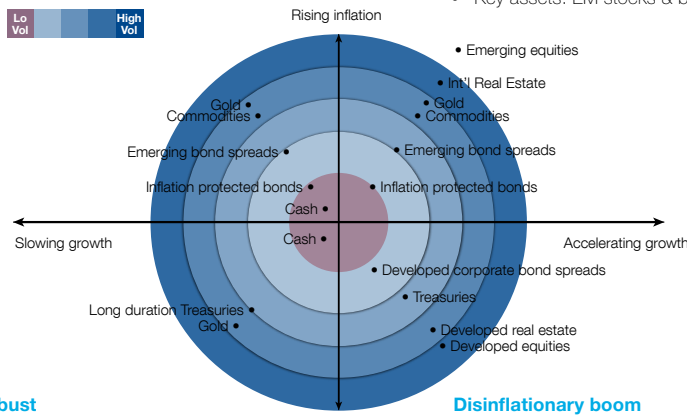 Lo
Vol
High
Vol
Rising inflation
• Emerging equities
• Int'l Real Estate
Gold •
• Gold
Commodities •
• Commodities
Emerging bond spreads •
• Emerging bond spreads
Inflation protected bonds •
• Inflation protected bonds
Cash •
Slowing growth
Accelerating growth
Cash •
• Developed corporate bond spreads
• Treasuries
Long duration Treasuries •
Gold •
• Developed real estate
• Developed equities
bust
Disinflationary boom